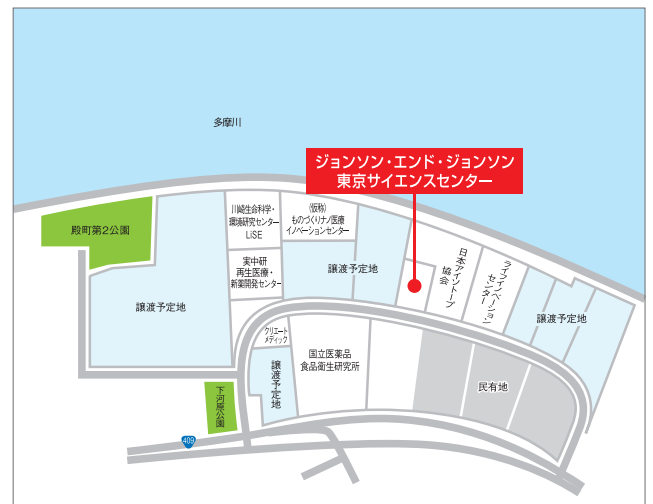 多摩川
ジョンソン・エンド・ジョンソン
東京サイエンスセンター
殿町第2公園
川崎生命科学・
環境研究センター
LiSE
(仮称)
ものづくりナノ医療
イノベーションセンター
実中研
再生医療・
新薬開発センター
譲渡予定地
譲渡予定地
日本アイソトープ
協会
ライフイノベーション
センター
譲渡予定地
クリエート
メディック
譲渡予定地
国立医薬品
食品衛生研究所
民有地
下河原公園
409